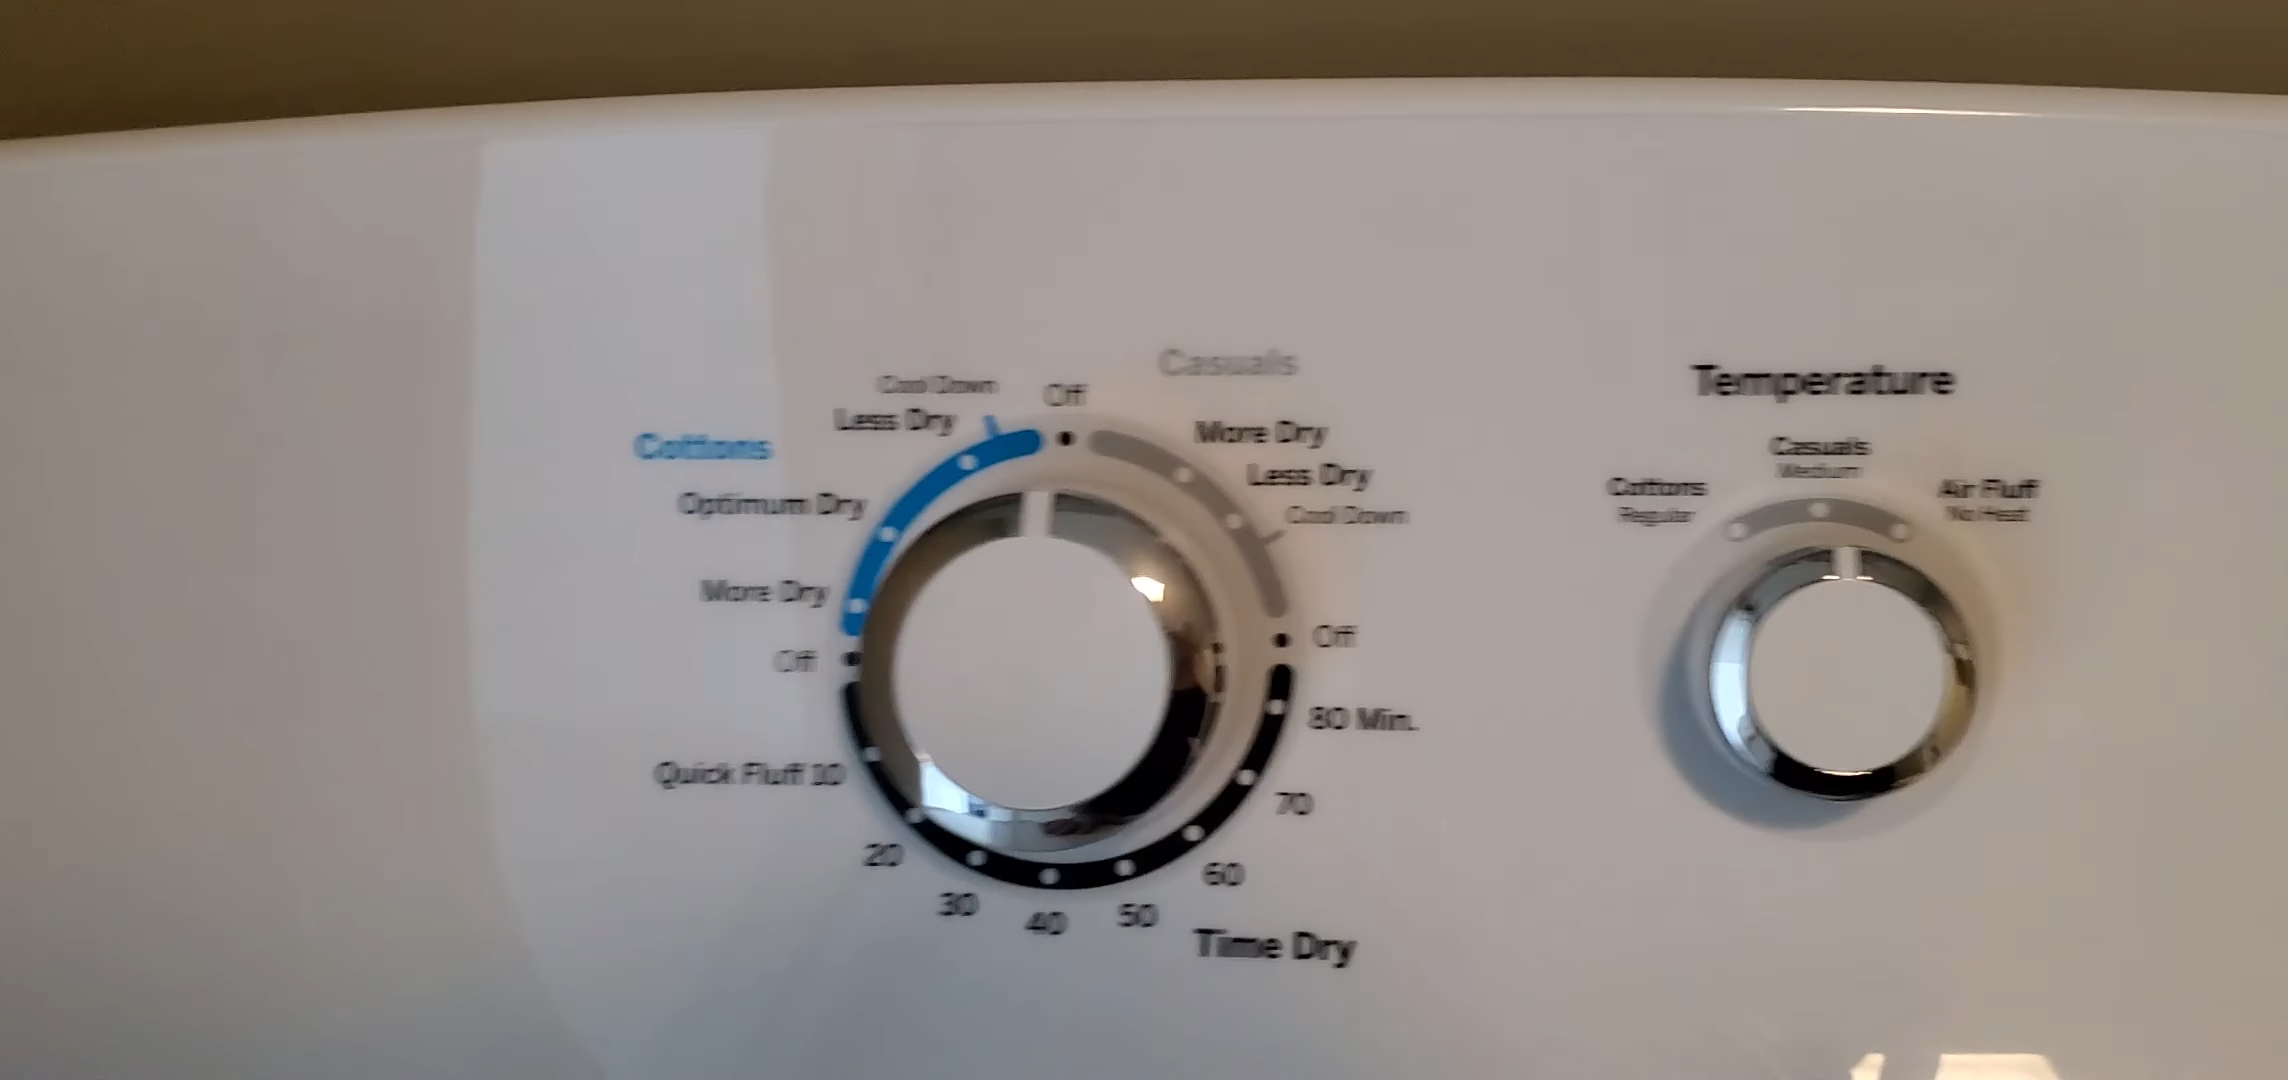 Casuals
Cool Down
Off
Less Dry
More Dry
Cottons
Less Dry
Optimum Dry
Cool Down
More Dry
Off
Off
80 Min.
Quick Fluff 10
70
20
60
30
40
50
Time Dry
Temperature
Casuals
Medium
Cottons
Regular
Air Fluff
No Heat